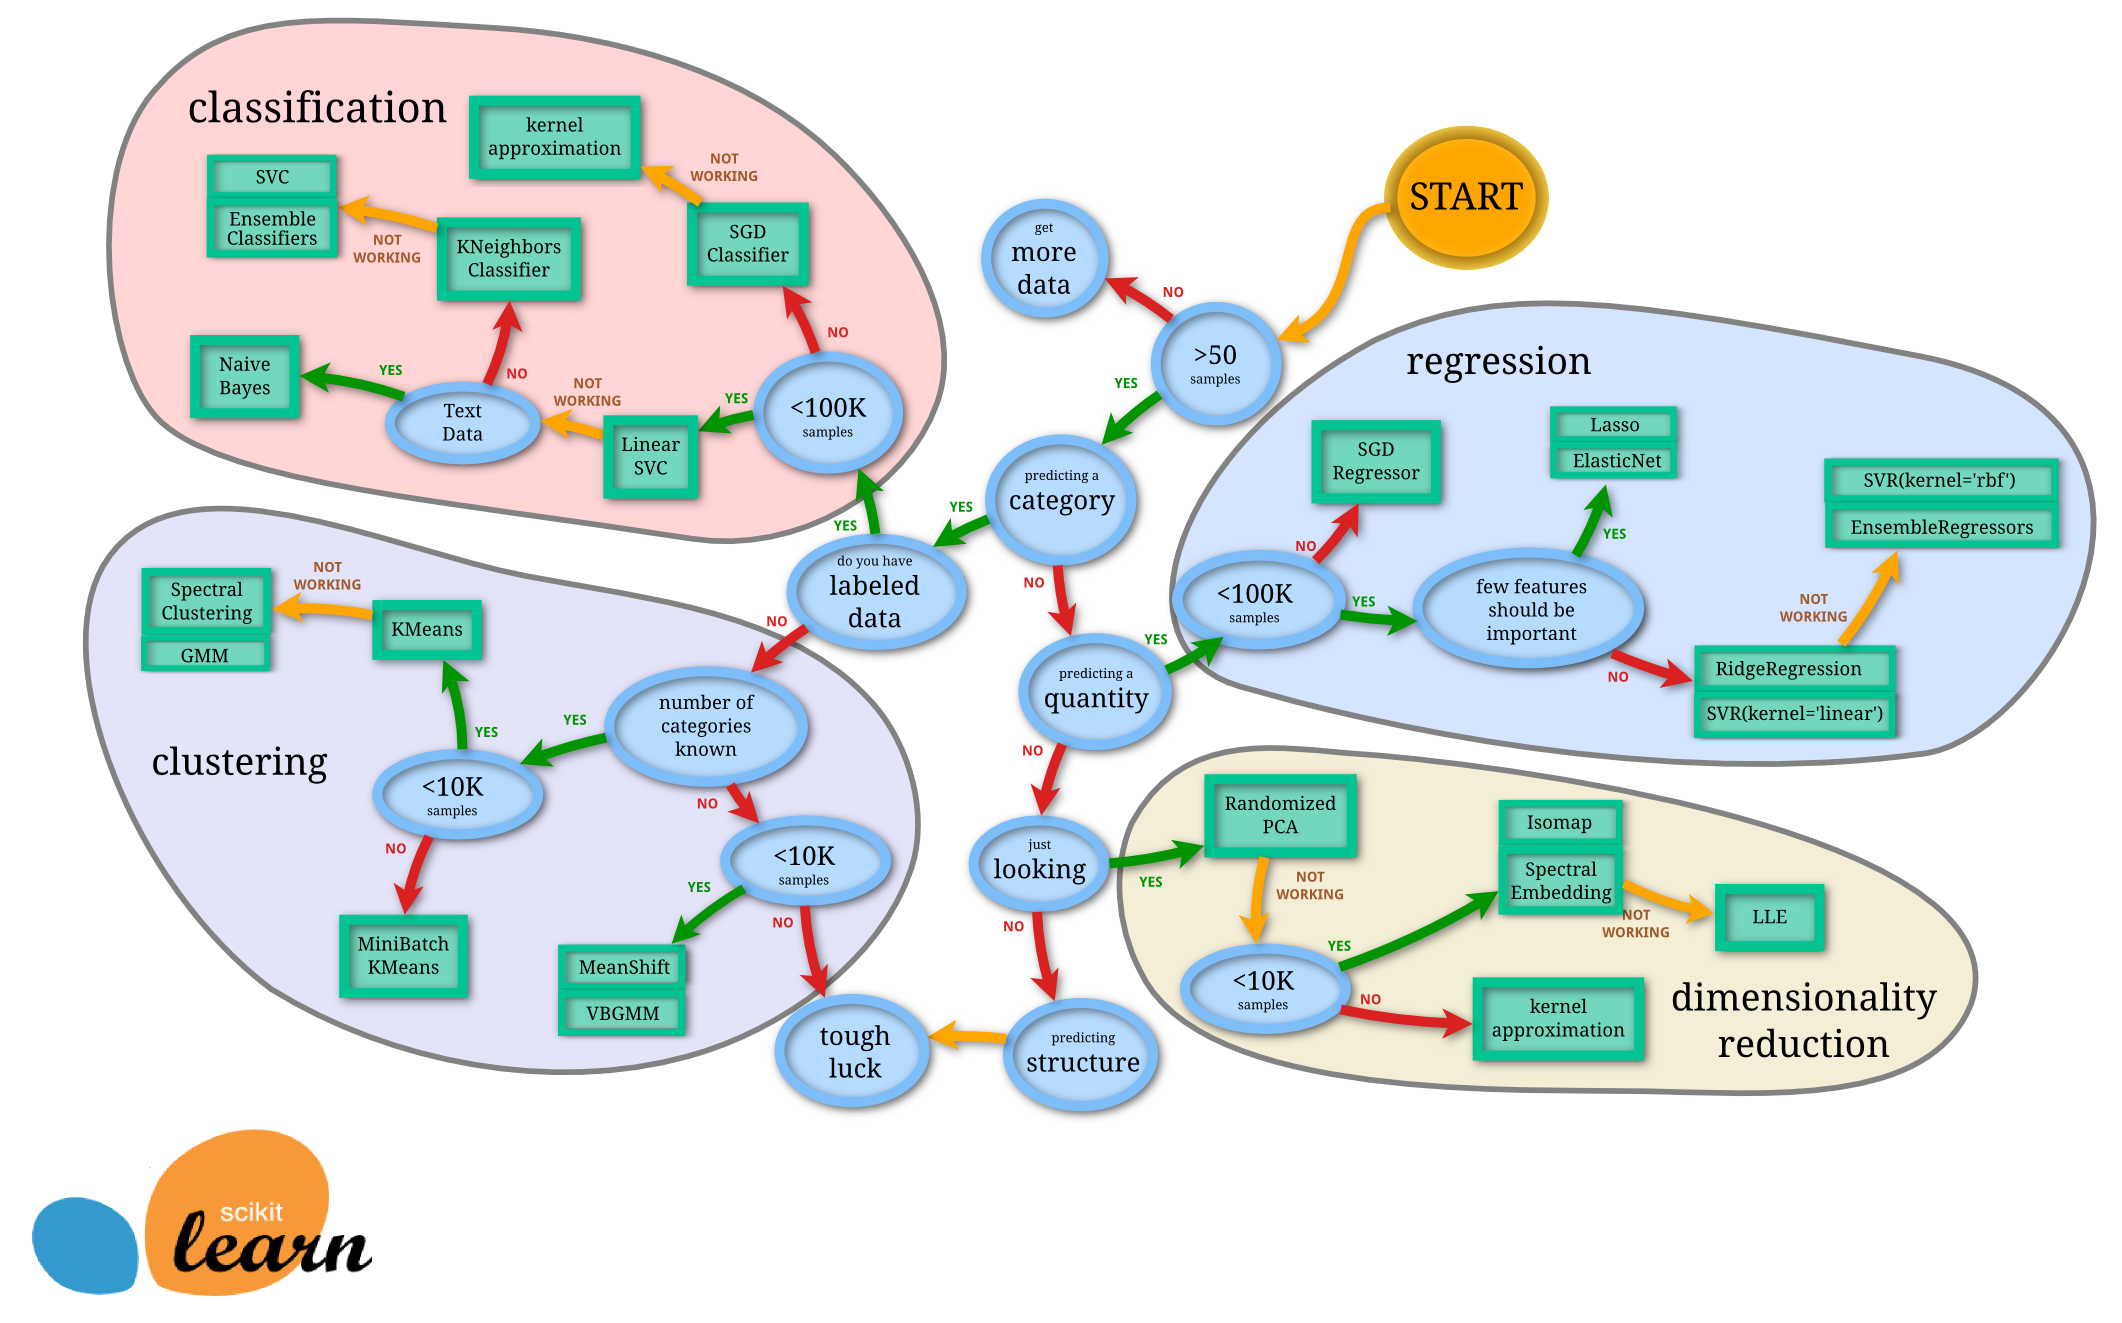 classification
kernel
approximation
NOT
WORKING
SVC
Ensemble
Classifiers
NOT
WORKING
KNeighbors
Classifier
SGD
Classifier
NO
Naive
Bayes
YES
NO
Text
Data
NOT
WORKING
Linear
SVC
YES
<100K
samples
YES
START
get
more
data
NO
>50
samples
YES
predicting a
category
YES
NO
do you have
labeled
data
NO
predicting a
quantity
YES
NO
just
looking
YES
NO
predicting
structure
tough
luck
regression
SGD
Regressor
NO
<100K
samples
YES
Lasso
ElasticNet
YES
few features
should be
important
NO
SVR(kernel='rbf')
EnsembleRegressors
NOT
WORKING
RidgeRegression
SVR(kernel='linear')
clustering
Spectral
Clustering
GMM
NOT
WORKING
KMeans
YES
<10K
samples
NO
MiniBatch
KMeans
YES
number of
categories
known
NO
<10K
samples
YES
NO
MeanShift
VBGMM
Randomized
PCA
NOT
WORKING
<10K
samples
YES
NO
Isomap
Spectral
Embedding
NOT
WORKING
LLE
kernel
approximation
dimensionality
reduction
scikit
learn